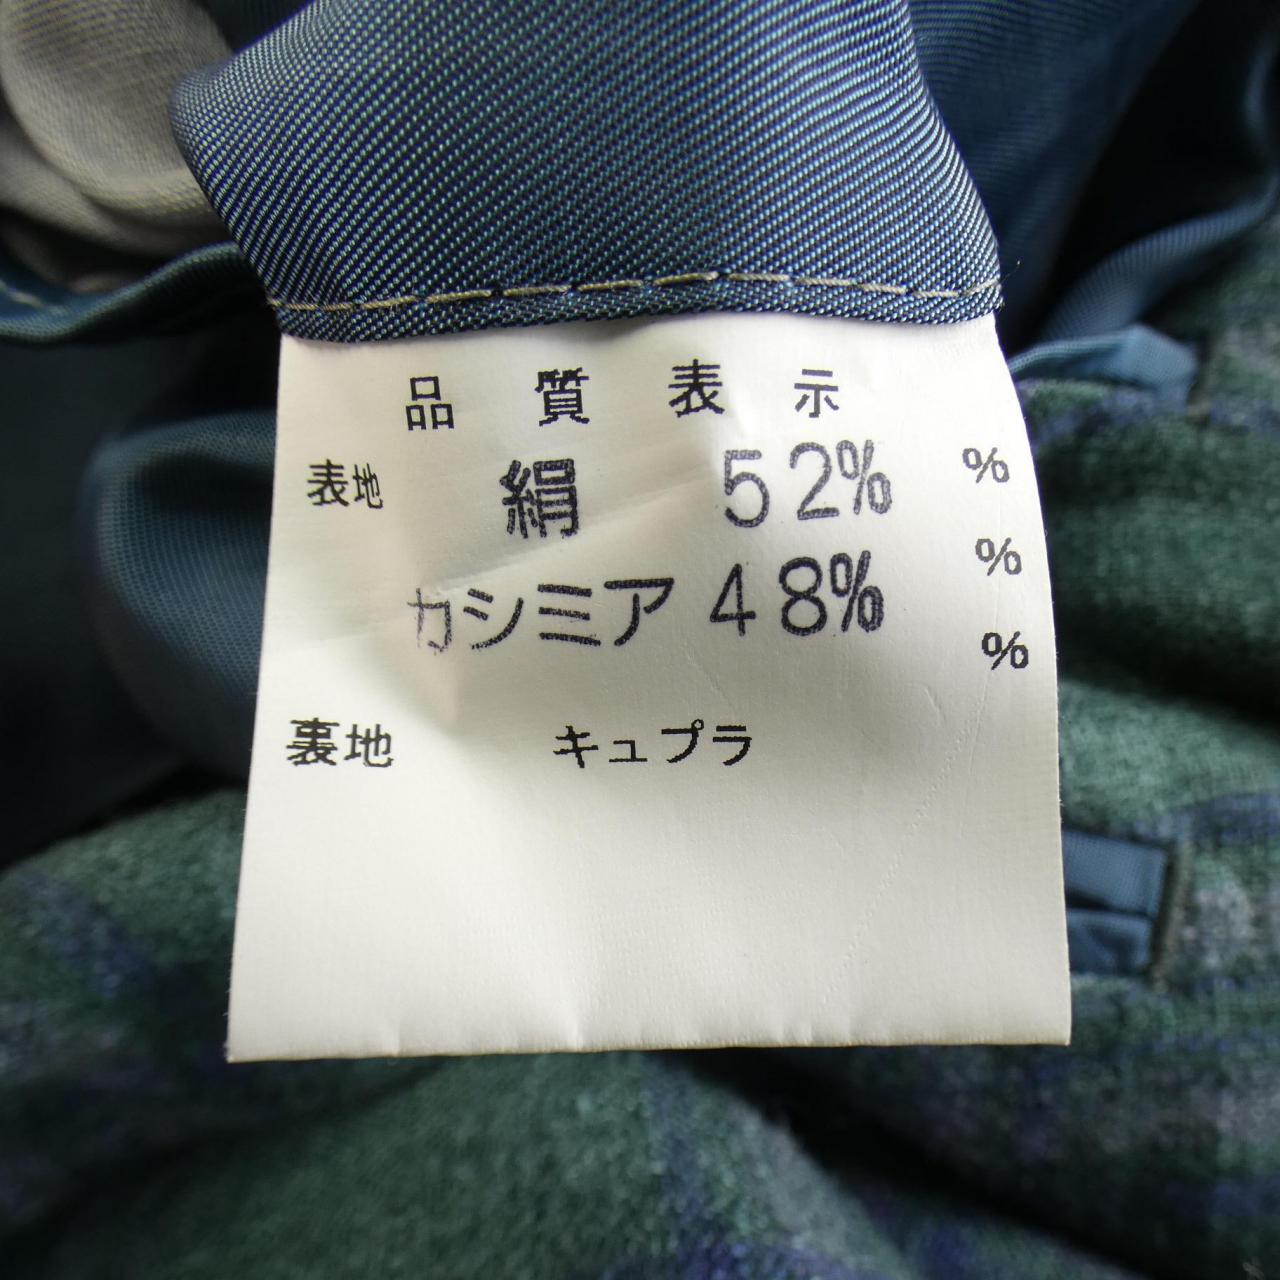 品質表示
表地 絹 52% %
カシミア 48% %
%
裏地 キュプラ